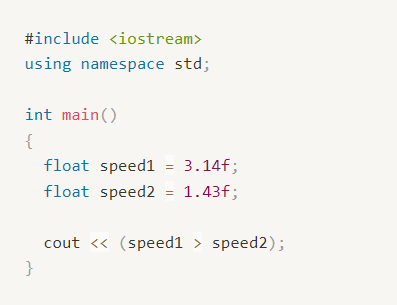 #include <iostream>
using namespace std;

int main()
{
  float speed1 = 3.14f;
  float speed2 = 1.43f;

  cout << (speed1 > speed2);
}